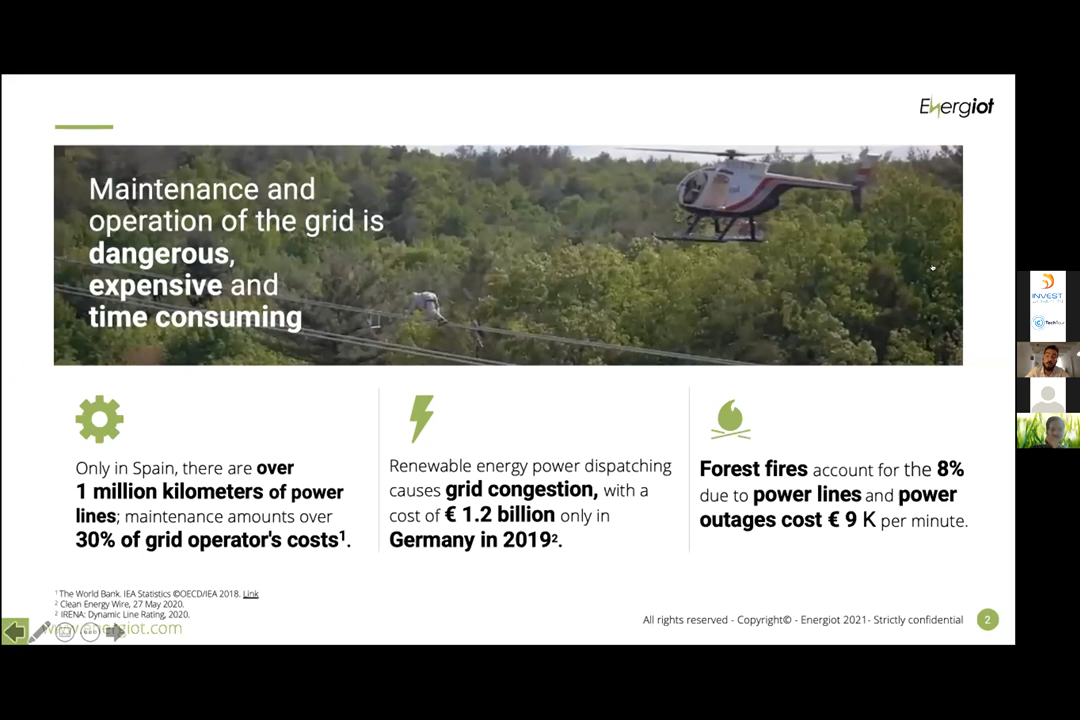 Energiot
Maintenance and
operation of the grid is
dangerous,
expensive and
time consuming
Only in Spain, there are over
1 million kilometers of power
lines; maintenance amounts over
30% of grid operator's costs¹.
Renewable energy power dispatching
causes grid congestion, with a
cost of € 1.2 billion only in
Germany in 2019².
Forest fires account for the 8%
due to power lines and power
outages cost € 9 K per minute.
¹ The World Bank. IEA Statistics ©OECD/IEA 2018. Link
² Clean Energy Wire, 27 May 2020.
² IRENA: Dynamic Line Rating, 2020.
www.energiot.com
All rights reserved - Copyright© - Energiot 2021- Strictly confidential
2
INVEST
TechTour